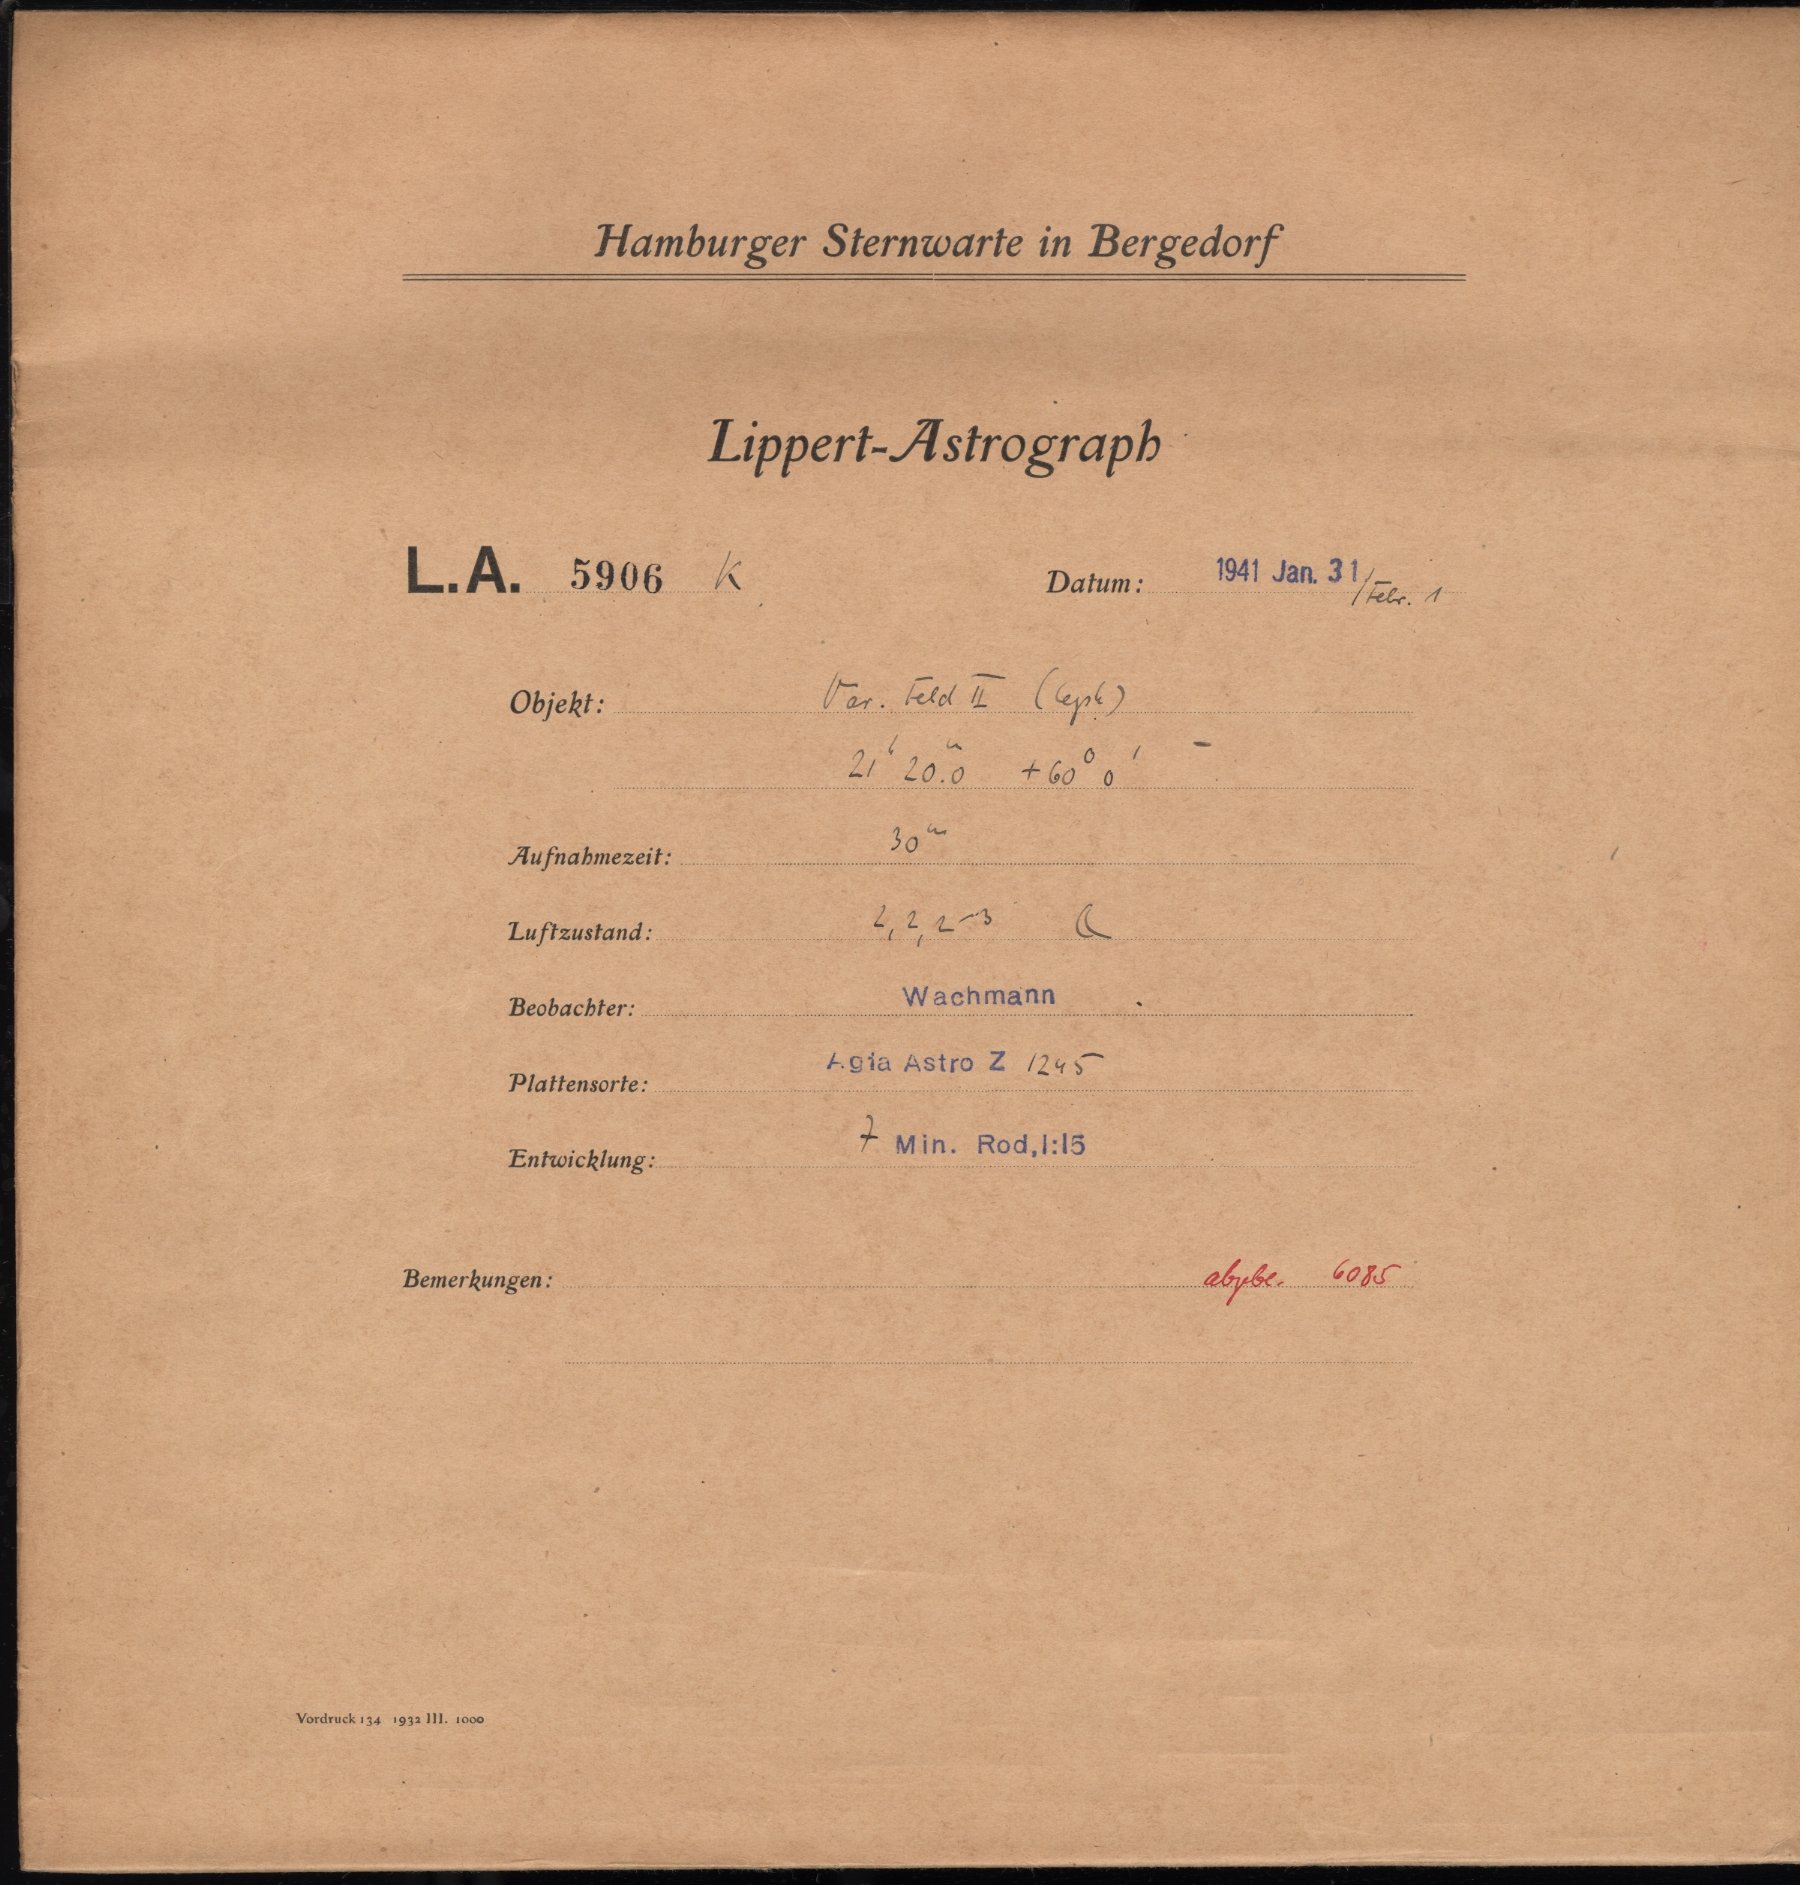 Hamburger Sternwarte in Bergedorf
Lippert-Astrograph
L.A. 5906 K Datum: 1941 Jan. 31/Febr. 1
Objekt: Var. Feld II (Ceph)
21ʰ 20.0ᵐ +60° 0'
Aufnahmezeit: 30ᵐ
Luftzustand: 2, 2, 2-3
Beobachter: Wachmann
Plattensorte: Agfa Astro Z 1245
Entwicklung: 7 Min. Rod,1:15
Bemerkungen: 6085
Vordruck 134 1932 III. 1000